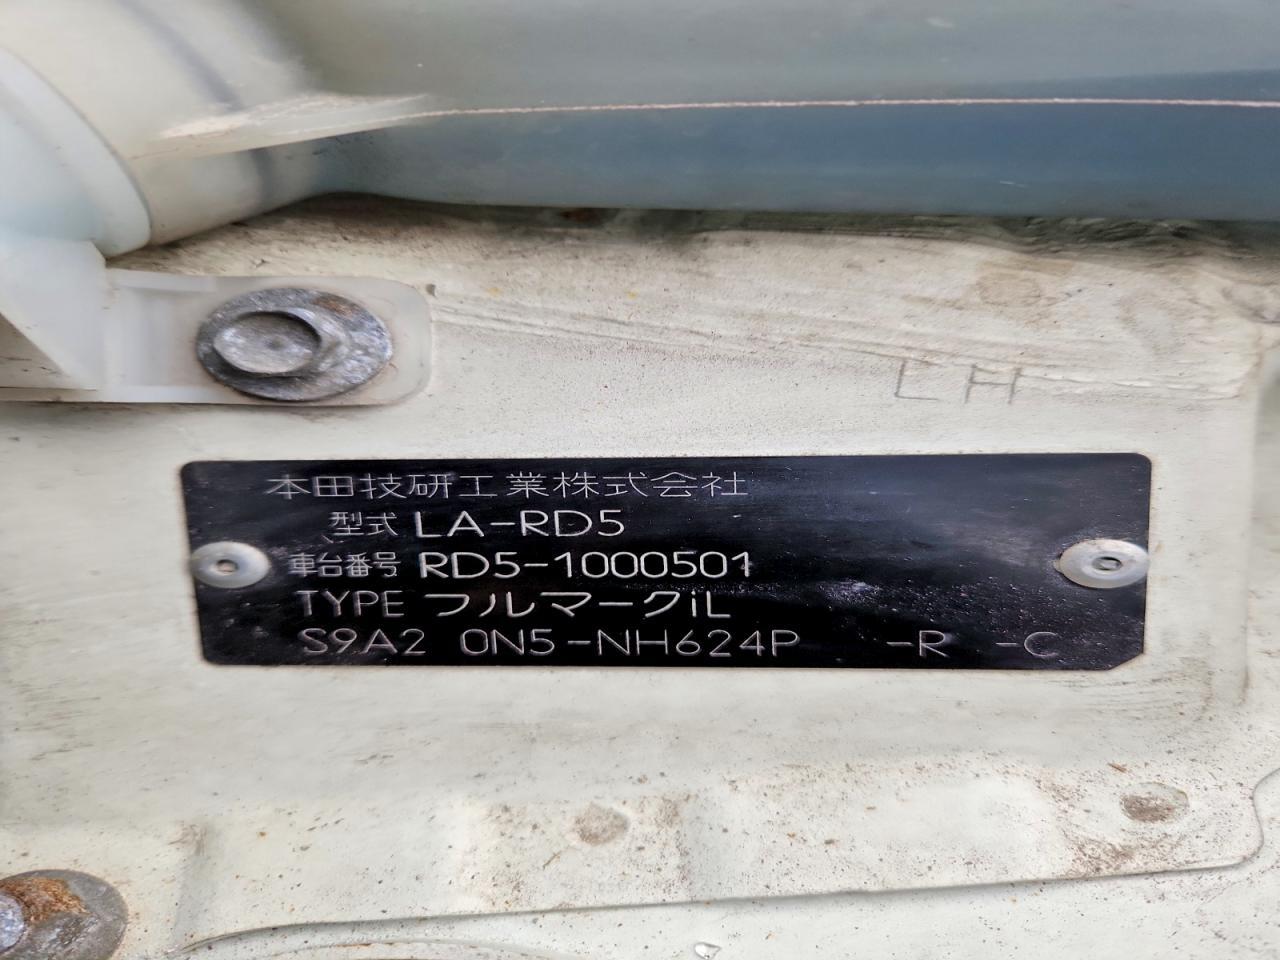 LH
本田技研工業株式会社
型式 LA-RD5
車台番号 RD5-1000501
TYPE フルマークiL
S9A2 0N5-NH624P -R -C